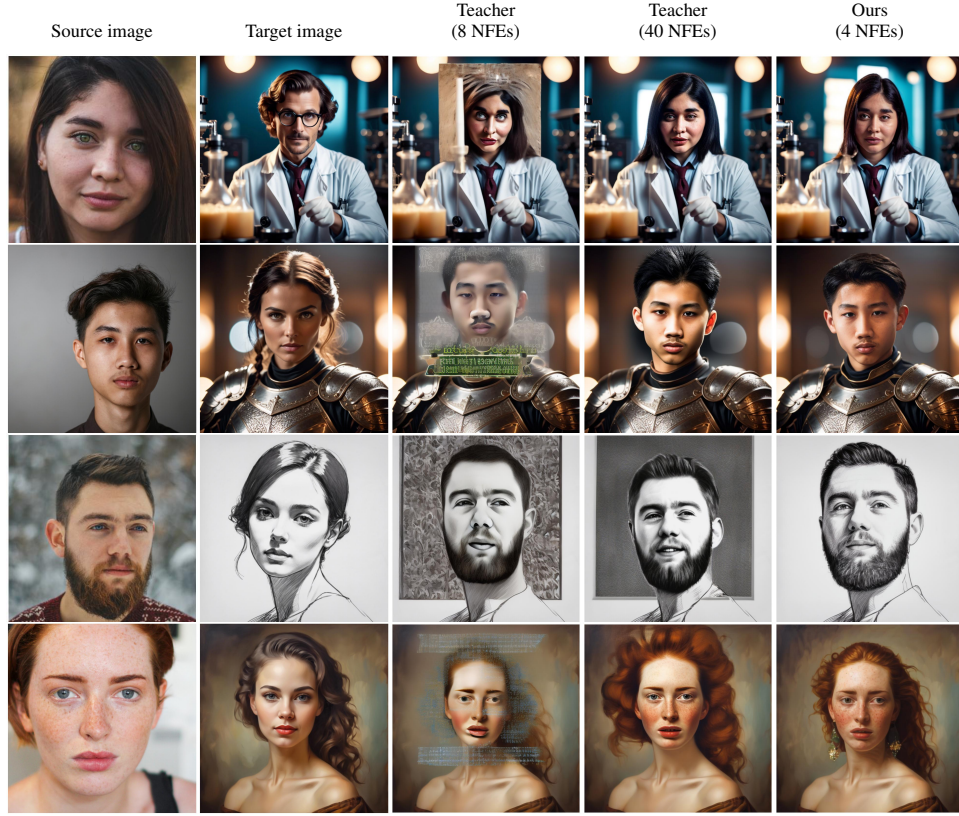 Source image
Target image
Teacher
(8 NFEs)
Teacher
(40 NFEs)
Ours
(4 NFEs)